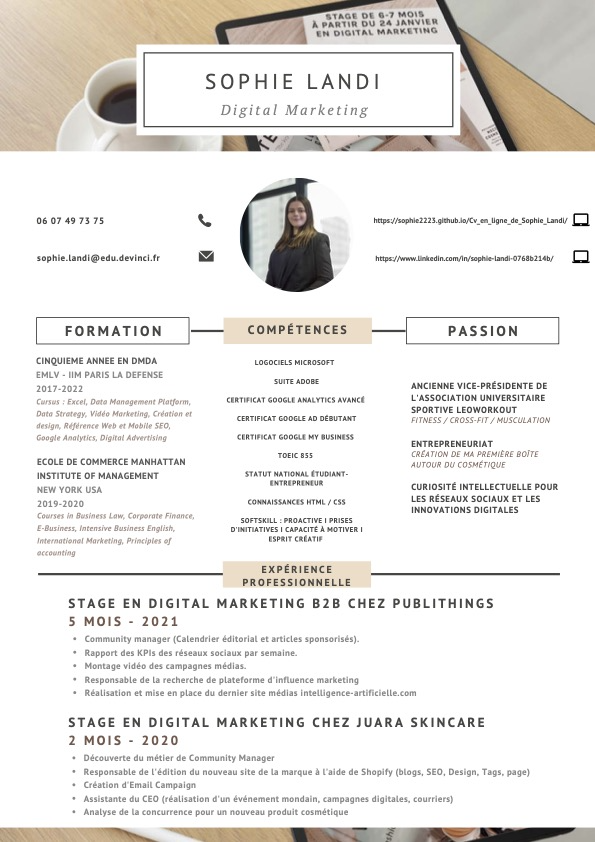 STAGE DE 6-7 MOIS
À PARTIR DU 24 JANVIER
EN DIGITAL MARKETING
SOPHIE LANDI
Digital Marketing
06 07 49 73 75
https://sophie2223.github.io/Cv_en_ligne_de_Sophie_Landi/
sophie.landi@edu.devinci.fr
https://www.linkedin.com/in/sophie-landi-0768b214b/
FORMATION
CINQUIEME ANNEE EN DMDA
EMLV - IIM PARIS LA DEFENSE
2017-2022
Cursus : Excel, Data Management Platform,
Data Strategy, Vidéo Marketing, Création et
design, Référence Web et Mobile SEO,
Google Analytics, Digital Advertising
ECOLE DE COMMERCE MANHATTAN
INSTITUTE OF MANAGEMENT
NEW YORK USA
2019-2020
Courses in Business Law, Corporate Finance,
E-Business, Intensive Business English,
International Marketing, Principles of
accounting
COMPÉTENCES
LOGOCIELS MICROSOFT
SUITE ADOBE
CERTIFICAT GOOGLE ANALYTICS AVANCÉ
CERTIFICAT GOOGLE AD DÉBUTANT
CERTIFICAT GOOGLE MY BUSINESS
TOEIC 855
STATUT NATIONAL ÉTUDIANT-
ENTREPRENEUR
CONNAISSANCES HTML / CSS
SOFTSKILL : PROACTIVE I PRISES
D'INITIATIVES I CAPACITÉ À MOTIVER I
ESPRIT CRÉATIF
PASSION
ANCIENNE VICE-PRÉSIDENTE DE
L'ASSOCIATION UNIVERSITAIRE
SPORTIVE LEOWORKOUT
FITNESS / CROSS-FIT / MUSCULATION
ENTREPRENEURIAT
CRÉATION DE MA PREMIÈRE BOÎTE
AUTOUR DU COSMÉTIQUE
CURIOSITÉ INTELLECTUELLE POUR
LES RÉSEAUX SOCIAUX ET LES
INNOVATIONS DIGITALES
EXPÉRIENCE
PROFESSIONNELLE
STAGE EN DIGITAL MARKETING B2B CHEZ PUBLITHINGS
5 MOIS - 2021
• Community manager (Calendrier éditorial et articles sponsorisés).
• Rapport des KPIs des réseaux sociaux par semaine.
• Montage vidéo des campagnes médias.
• Responsable de la recherche de plateforme d'influence marketing
• Réalisation et mise en place du dernier site médias intelligence-artificielle.com
STAGE EN DIGITAL MARKETING CHEZ JUARA SKINCARE
2 MOIS - 2020
• Découverte du métier de Community Manager
• Responsable de l'édition du nouveau site de la marque à l'aide de Shopify (blogs, SEO, Design, Tags, page)
• Création d'Email Campaign
• Assistante du CEO (réalisation d'un événement mondain, campagnes digitales, courriers)
• Analyse de la concurrence pour un nouveau produit cosmétique